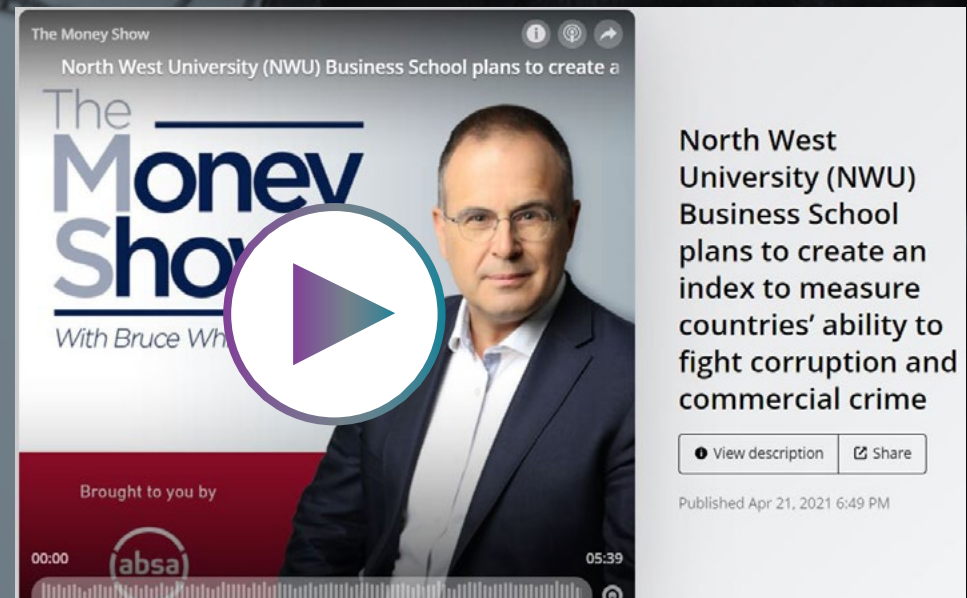 The Money Show
North West University (NWU) Business School plans to create a
The
Money
Show
With Bruce Wh
Brought to you by
absa
00:00
05:39
North West
University (NWU)
Business School
plans to create an
index to measure
countries’ ability to
fight corruption and
commercial crime
View description
Share
Published Apr 21, 2021 6:49 PM